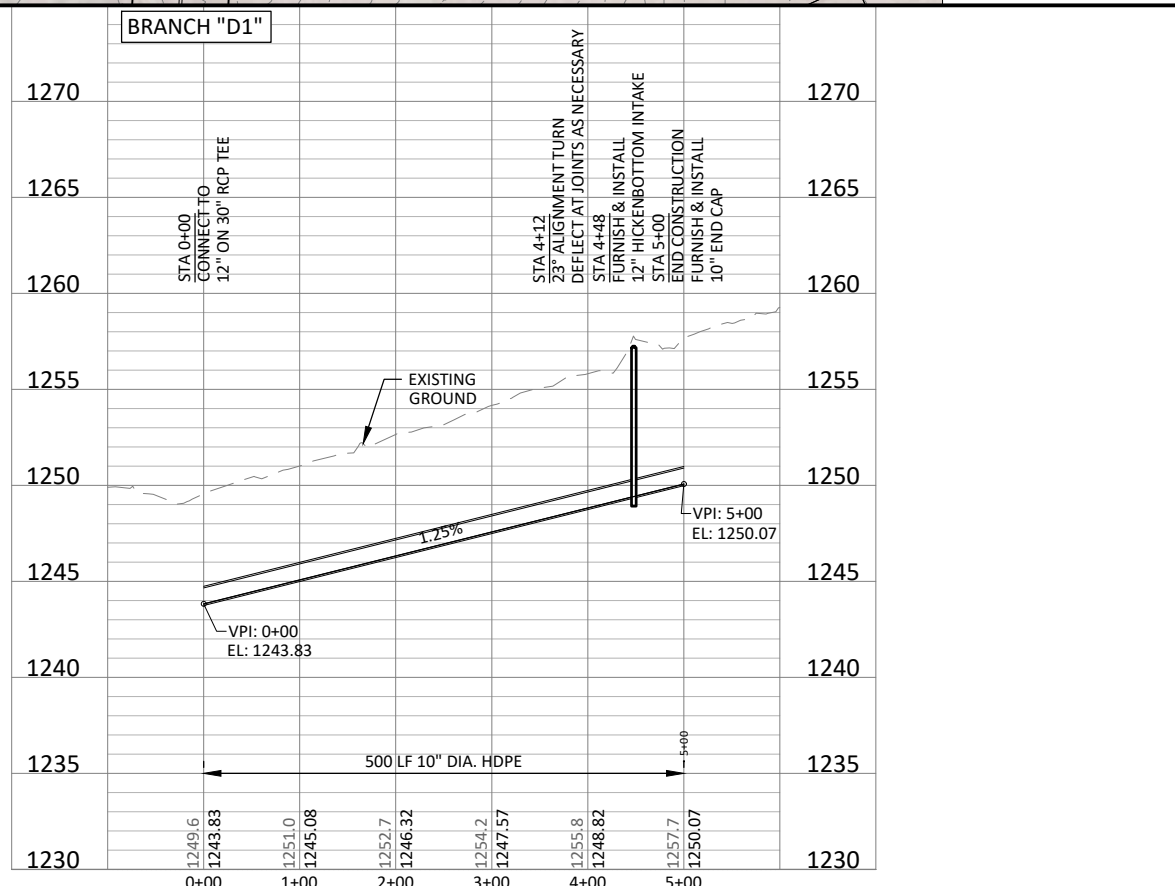 BRANCH "D1"
1270
1270
1265
1265
1260
1260
1255
1255
1250
1250
1245
1245
1240
1240
1235
1235
1230
1230
STA 0+00
CONNECT TO
12" ON 30" RCP TEE
STA 4+12
23° ALIGNMENT TURN
DEFLECT AT JOINTS AS NECESSARY
STA 4+48
FURNISH & INSTALL
12" HICKENBOTTOM INTAKE
STA 5+00
END CONSTRUCTION
FURNISH & INSTALL
10" END CAP
EXISTING
GROUND
1.25%
VPI: 5+00
EL: 1250.07
VPI: 0+00
EL: 1243.83
5+00
500 LF 10" DIA. HDPE
1249.6
1243.83
1251.0
1245.08
1252.7
1246.32
1254.2
1247.57
1255.8
1248.82
1257.7
1250.07
0+00
1+00
2+00
3+00
4+00
5+00